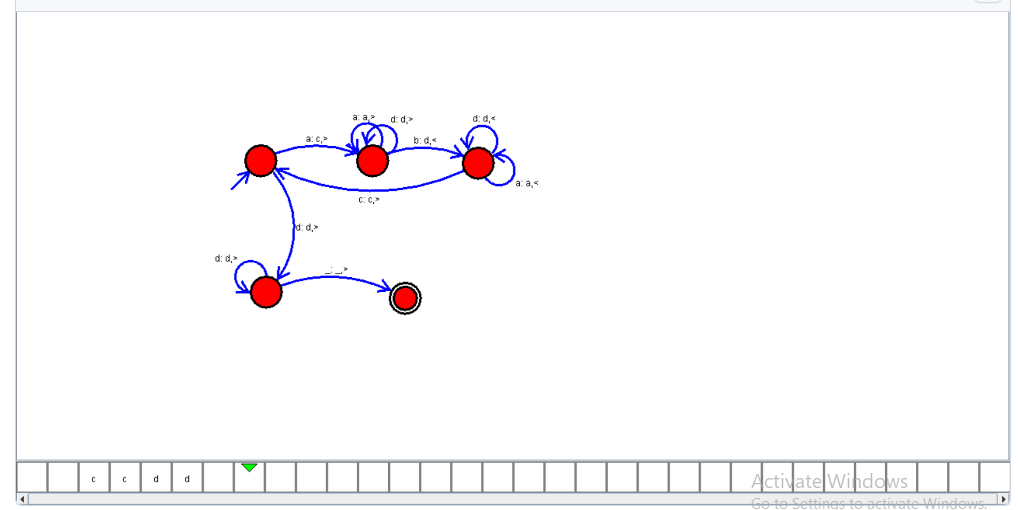 a: a,> d: d,> d: d,<
a: c,> b: d,<
a: a,<
c: c,>
d: d,>
d: d,> _: _,>
c c d d
Activate Windows
Go to Settings to activate Windows.